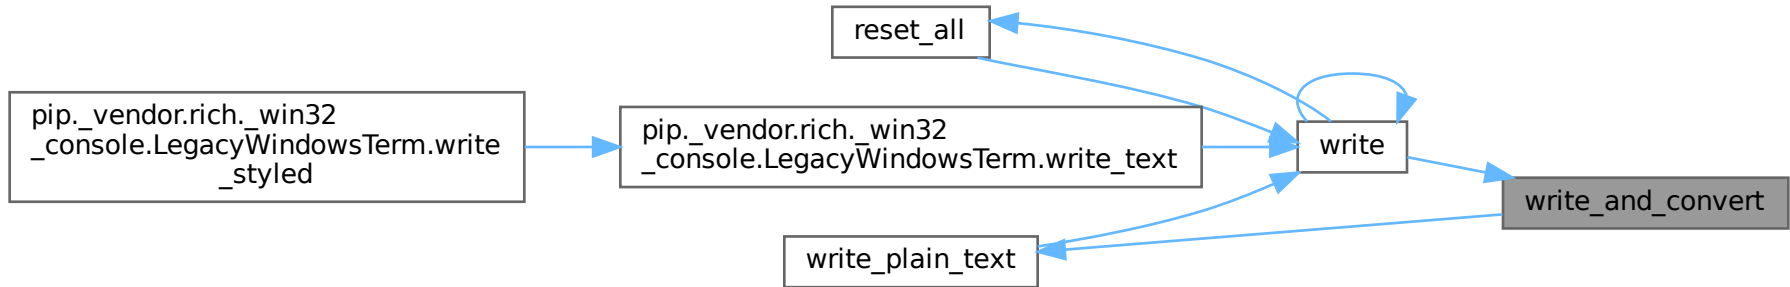 reset_all
pip._vendor.rich._win32
_console.LegacyWindowsTerm.write
_styled
pip._vendor.rich._win32
_console.LegacyWindowsTerm.write_text
write
write_and_convert
write_plain_text